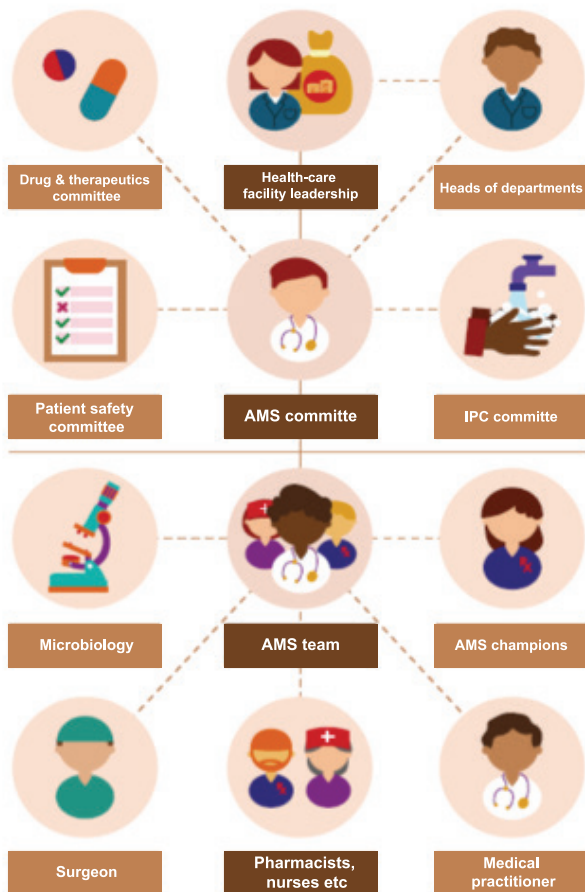 Drug & therapeutics
committee
Health-care
facility leadership
Heads of departments
Patient safety
committee
AMS committe
IPC committe
Microbiology
AMS team
AMS champions
Surgeon
Pharmacists,
nurses etc
Medical
practitioner